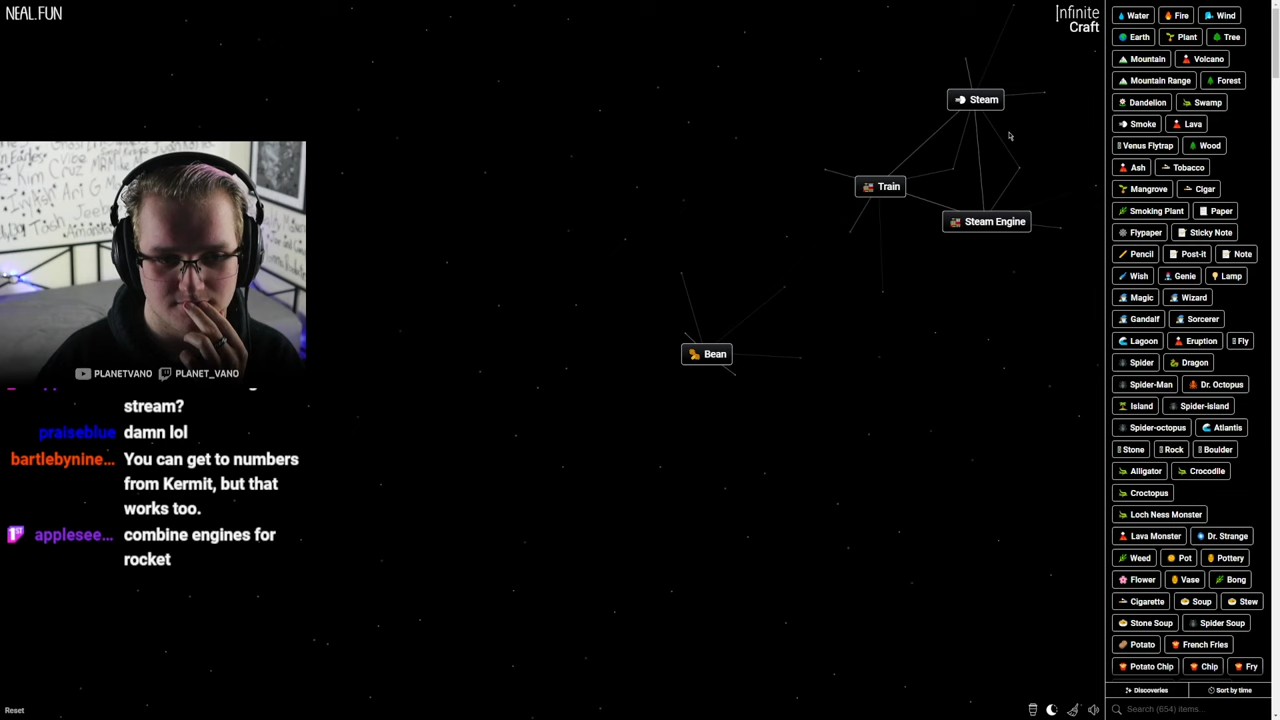 NEAL.FUN
Infinite
Craft
Steam
Train
Steam Engine
Bean
PLANETVANO PLANET_VANO
stream?
praiseblue damn lol
bartlebynine… You can get to numbers
from Kermit, but that
works too.
1ST applesee… combine engines for
rocket
Water Fire Wind
Earth Plant Tree
Mountain Volcano
Mountain Range Forest
Dandelion Swamp
Smoke Lava
Venus Flytrap Wood
Ash Tobacco
Mangrove Cigar
Smoking Plant Paper
Flypaper Sticky Note
Pencil Post-it Note
Wish Genie Lamp
Magic Wizard
Gandalf Sorcerer
Lagoon Eruption Fly
Spider Dragon
Spider-Man Dr. Octopus
Island Spider-island
Spider-octopus Atlantis
Stone Rock Boulder
Alligator Crocodile
Croctopus
Loch Ness Monster
Lava Monster Dr. Strange
Weed Pot Pottery
Flower Vase Bong
Cigarette Soup Stew
Stone Soup Spider Soup
Potato French Fries
Potato Chip Chip Fry
Discoveries Sort by time
Search (654) items...
Reset